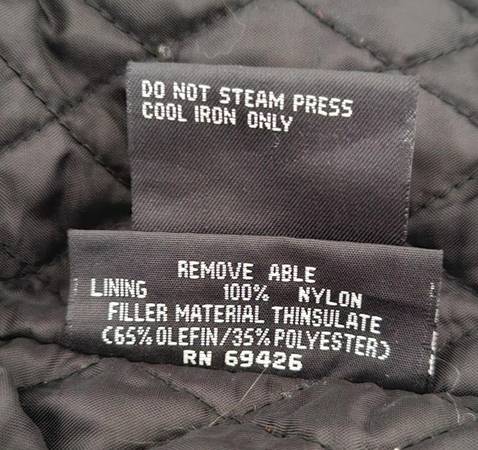 DO NOT STEAM PRESS
COOL IRON ONLY
REMOVE ABLE
LINING 100% NYLON
FILLER MATERIAL THINSULATE
(65% OLEFIN/35% POLYESTER)
RN 69426